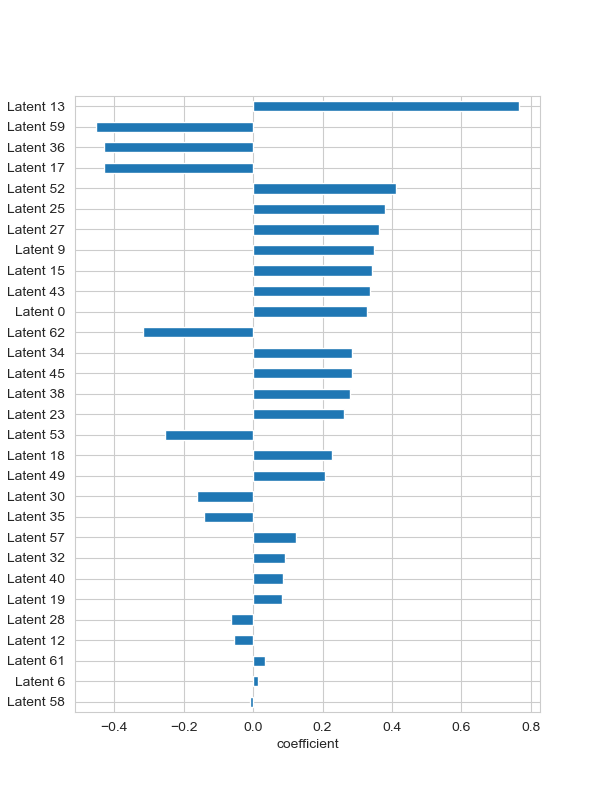 Latent 13
Latent 59
Latent 36
Latent 17
Latent 52
Latent 25
Latent 27
Latent 9
Latent 15
Latent 43
Latent 0
Latent 62
Latent 34
Latent 45
Latent 38
Latent 23
Latent 53
Latent 18
Latent 49
Latent 30
Latent 35
Latent 57
Latent 32
Latent 40
Latent 19
Latent 28
Latent 12
Latent 61
Latent 6
Latent 58
−0.4 −0.2 0.0 0.2 0.4 0.6 0.8
coefficient